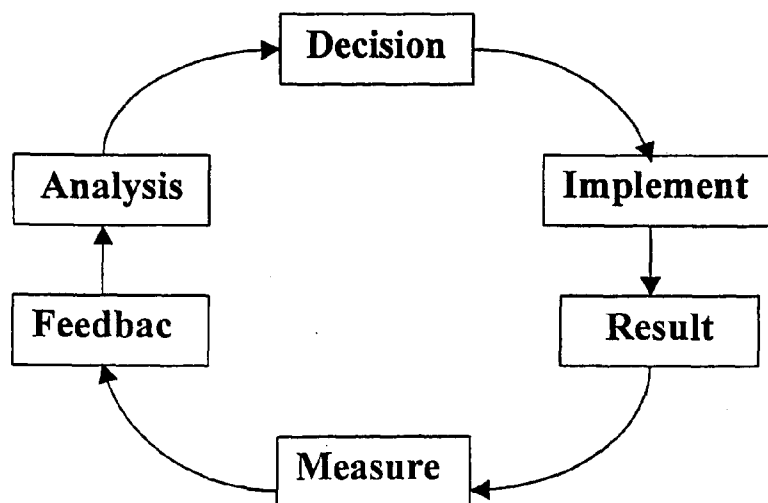 Decision
Analysis
Implement
Feedbac
Result
Measure